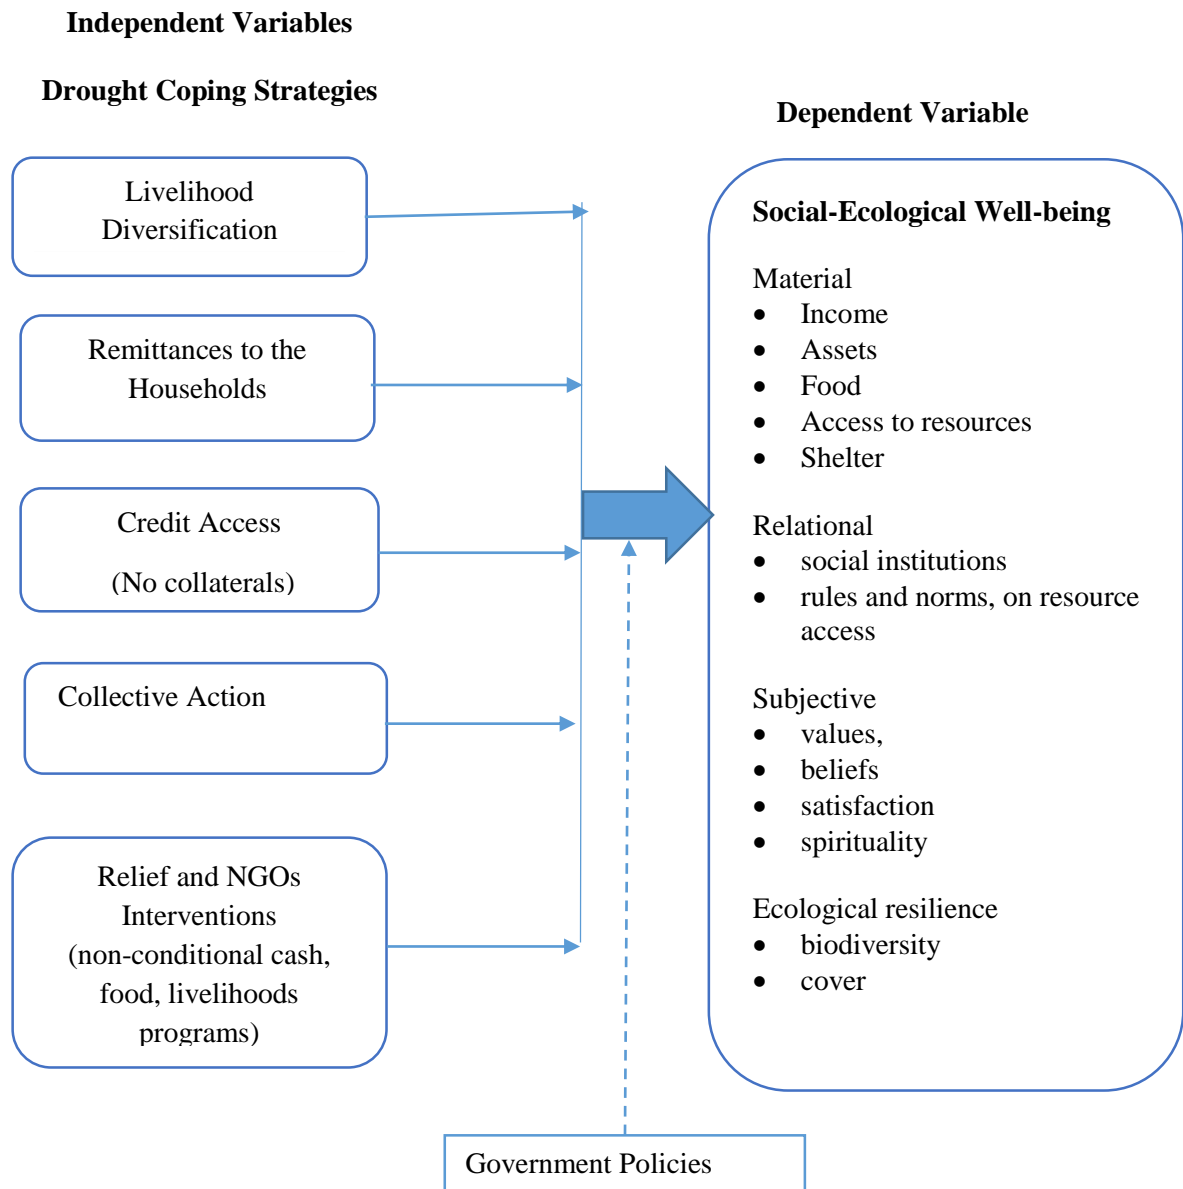 Independent Variables
Drought Coping Strategies
Livelihood
Diversification
Remittances to the
Households
Credit Access
(No collaterals)
Collective Action
Relief and NGOs
Interventions
(non-conditional cash,
food, livelihoods
programs)
Dependent Variable
Social-Ecological Well-being
Material
• Income
• Assets
• Food
• Access to resources
• Shelter
Relational
• social institutions
• rules and norms, on resource
access
Subjective
• values,
• beliefs
• satisfaction
• spirituality
Ecological resilience
• biodiversity
• cover
Government Policies